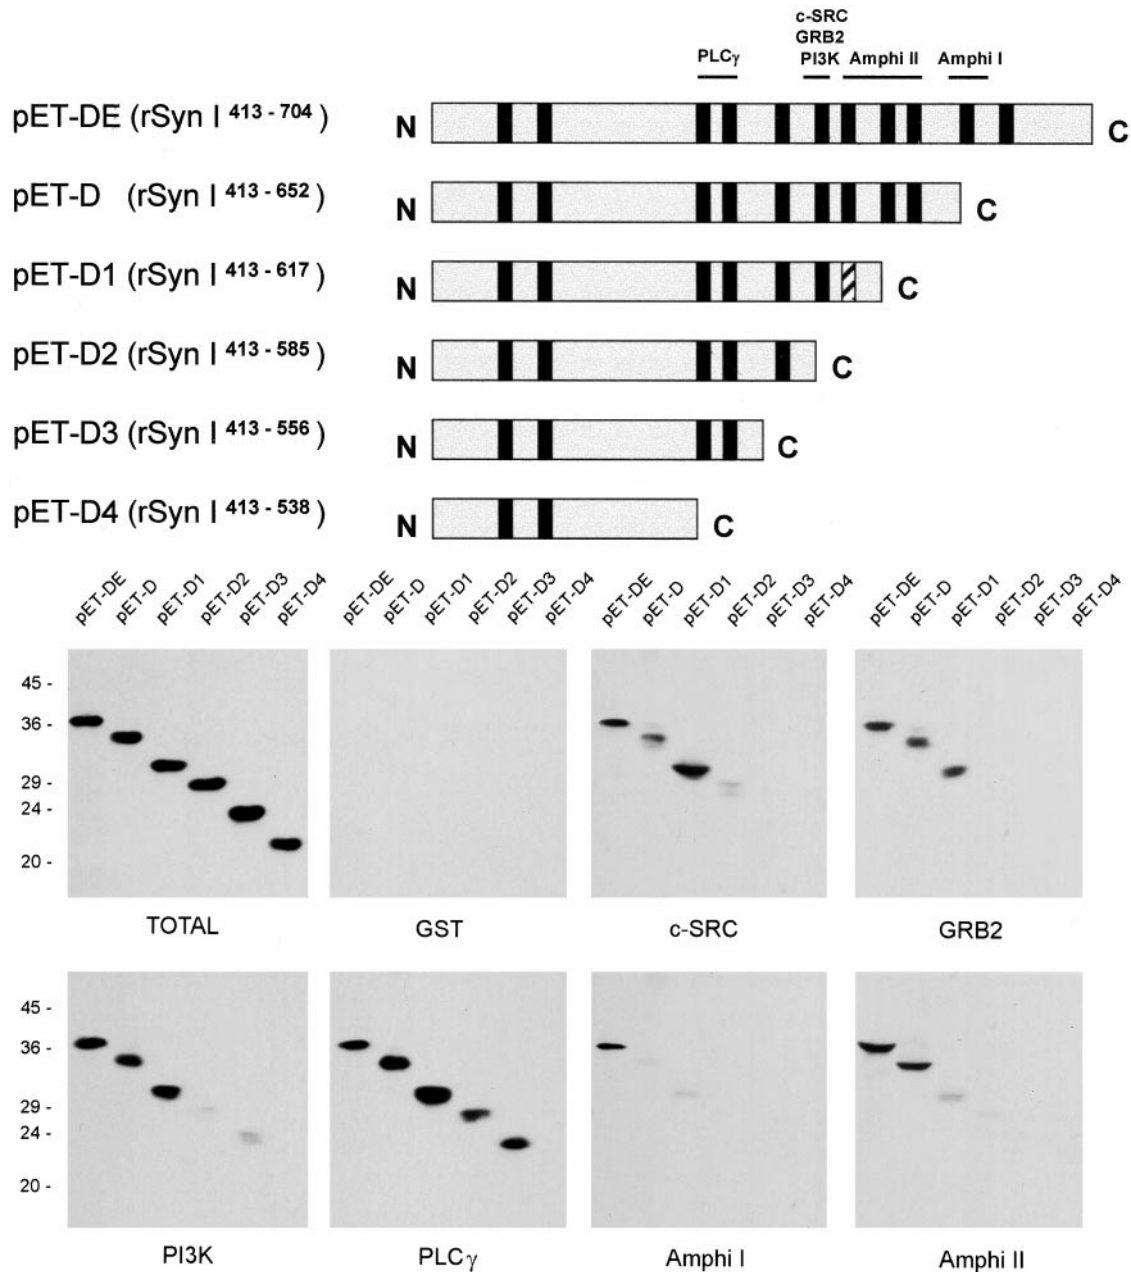 c-SRC
GRB2
PLCγ PI3K Amphi II Amphi I
pET-DE (rSyn I 413 - 704 ) N C
pET-D (rSyn I 413 - 652 ) N C
pET-D1 (rSyn I 413 - 617 ) N C
pET-D2 (rSyn I 413 - 585 ) N C
pET-D3 (rSyn I 413 - 556 ) N C
pET-D4 (rSyn I 413 - 538 ) N C
pET-DE pET-D pET-D1 pET-D2 pET-D3 pET-D4 pET-DE pET-D pET-D1 pET-D2 pET-D3 pET-D4 pET-DE pET-D pET-D1 pET-D2 pET-D3 pET-D4 pET-DE pET-D pET-D1 pET-D2 pET-D3 pET-D4
45 -
36 -
29 -
24 -
20 -
TOTAL GST c-SRC GRB2
45 -
36 -
29 -
24 -
20 -
PI3K PLCγ Amphi I Amphi II